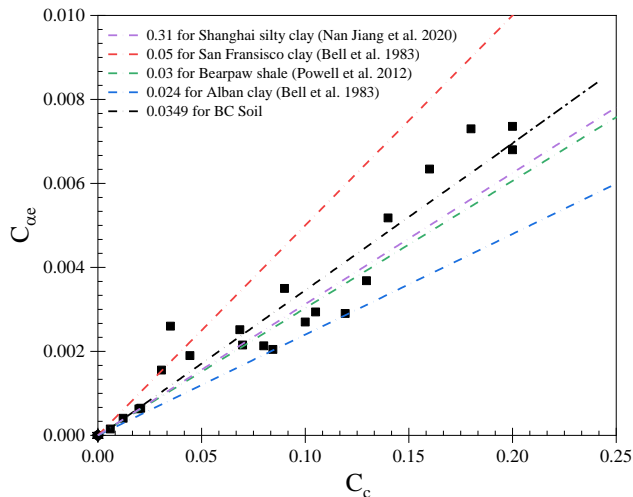 0.010
0.31 for Shanghai silty clay (Nan Jiang et al. 2020)
0.05 for San Fransisco clay (Bell et al. 1983)
0.03 for Bearpaw shale (Powell et al. 2012)
0.024 for Alban clay (Bell et al. 1983)
0.0349 for BC Soil
0.008
0.006
0.004
0.002
0.000
Cαe
0.00 0.05 0.10 0.15 0.20 0.25
Cc